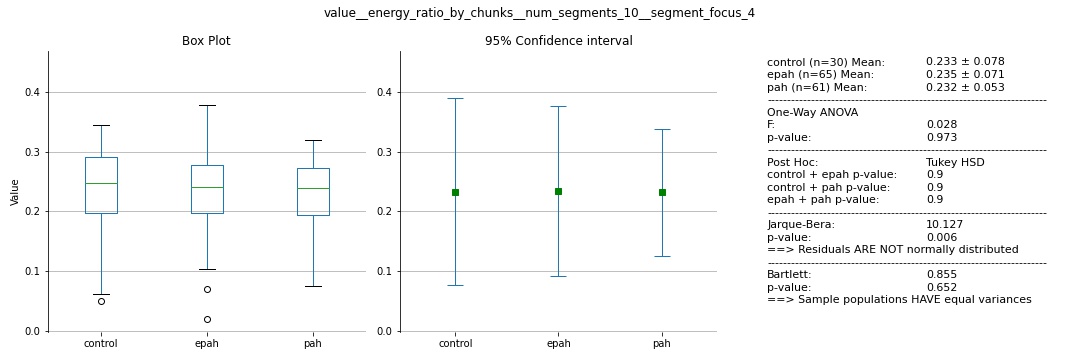 value__energy_ratio_by_chunks__num_segments_10__segment_focus_4
Box Plot
Value
0.4
0.3
0.2
0.1
0.0
control
epah
pah
95% Confidence interval
0.4
0.3
0.2
0.1
0.0
control
epah
pah
control (n=30) Mean: 0.233 ± 0.078
epah (n=65) Mean: 0.235 ± 0.071
pah (n=61) Mean: 0.232 ± 0.053
One-Way ANOVA
F: 0.028
p-value: 0.973
Post Hoc: Tukey HSD
control + epah p-value: 0.9
control + pah p-value: 0.9
epah + pah p-value: 0.9
Jarque-Bera: 10.127
p-value: 0.006
==> Residuals ARE NOT normally distributed
Bartlett: 0.855
p-value: 0.652
==> Sample populations HAVE equal variances